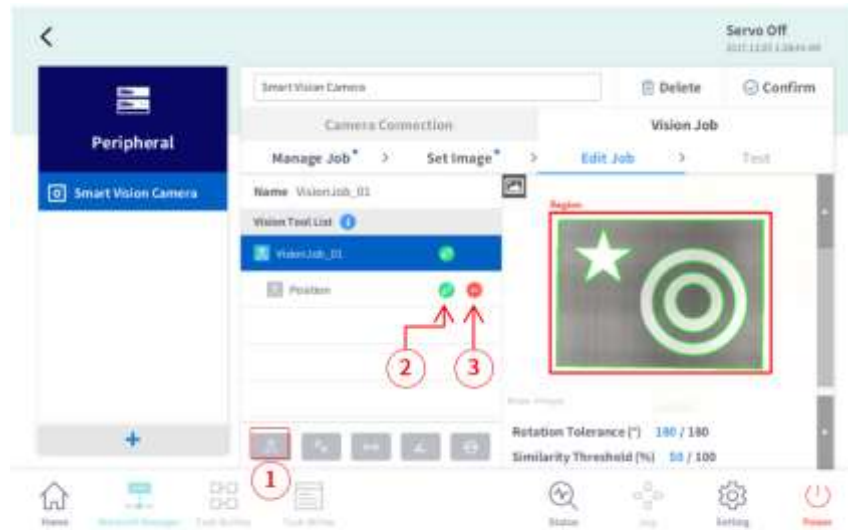 Servo Off
Smart Vision Camera
Delete
Confirm
Peripheral
Camera Connection
Vision Job
Manage Job
>
Set Image
>
Edit Job
>
Test
Smart Vision Camera
Name VisionJob_01
Vision Tool List
VisionJob_01
Position
Region
2
3
1
+
Rotation Tolerance (°) 180 / 180
Similarity Threshold (%) 50 / 100
Home
Status
Setting
Power